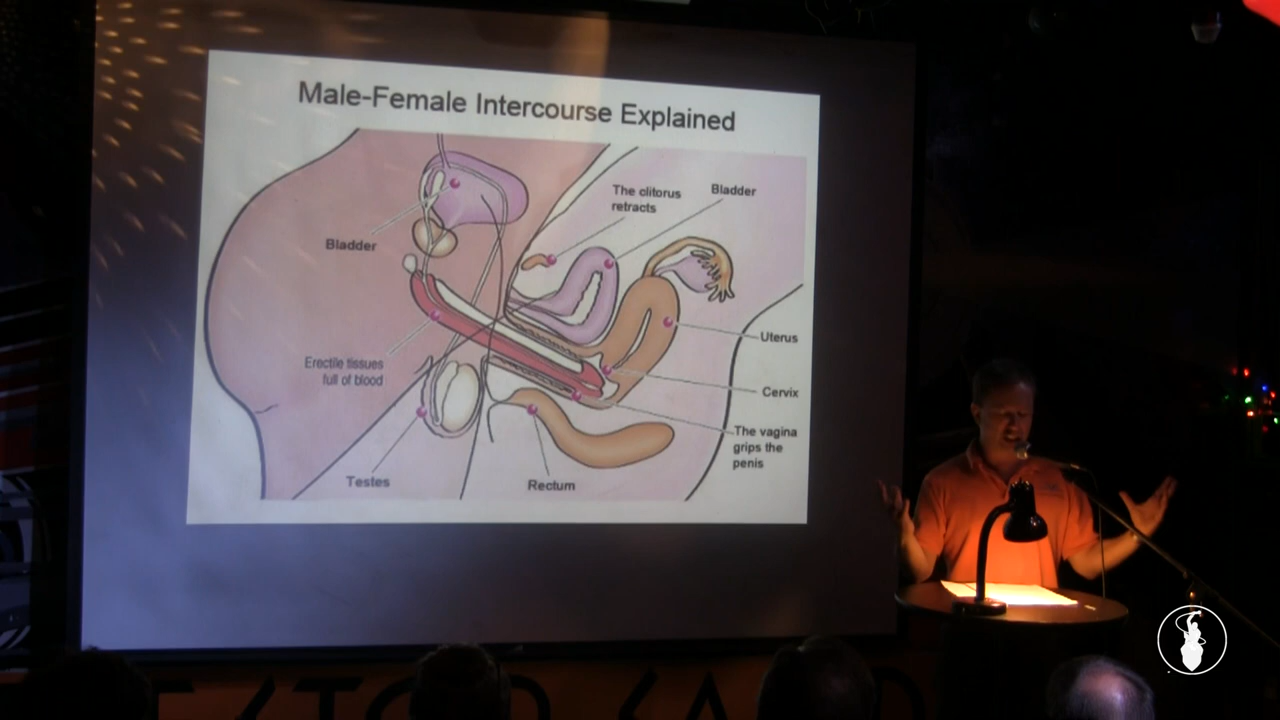 Male-Female Intercourse Explained
The clitorus
retracts
Bladder
Bladder
Uterus
Erectile tissues
full of blood
Cervix
The vagina
grips the
penis
Testes
Rectum